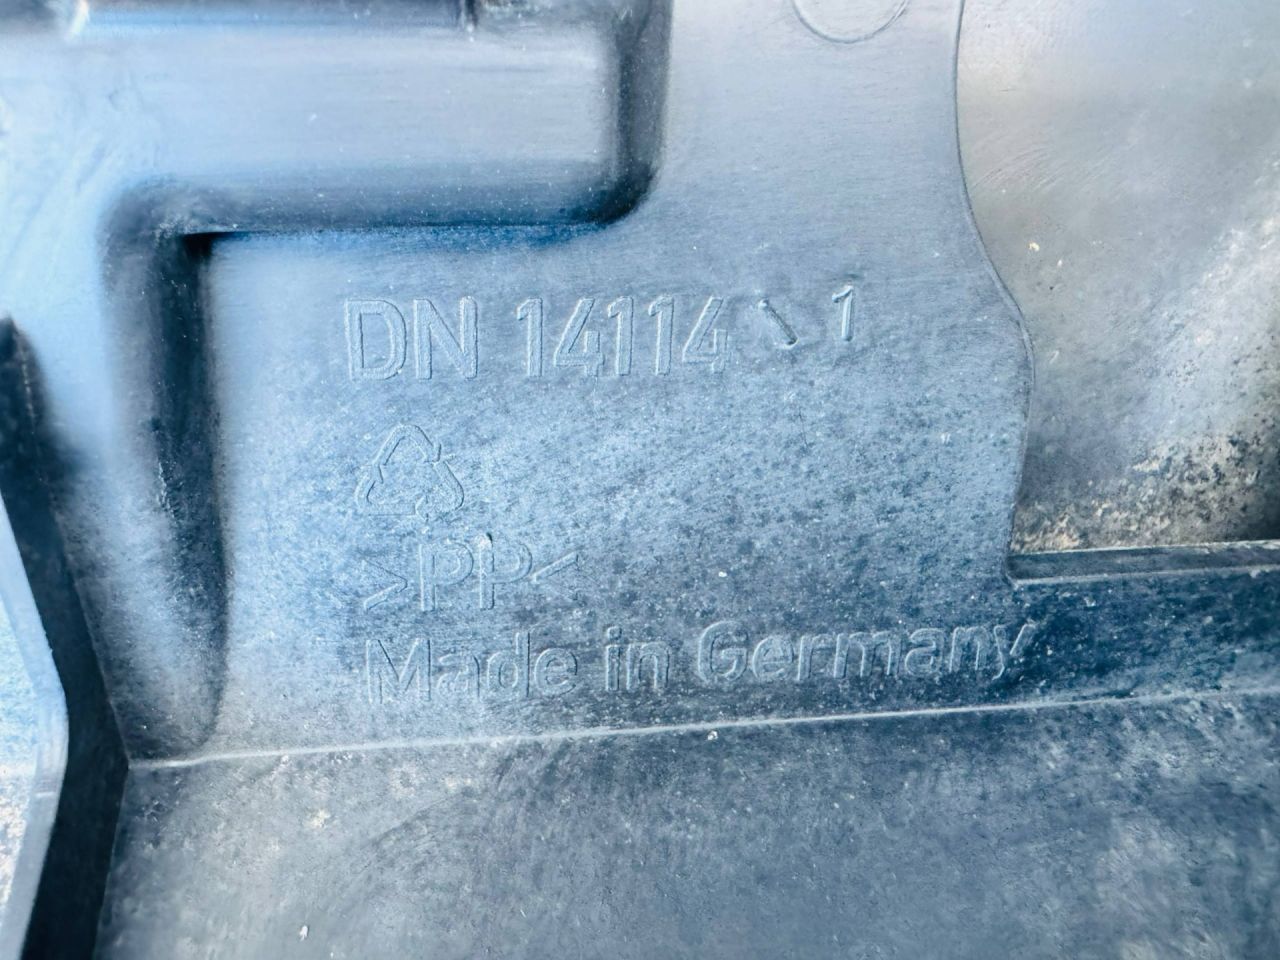 DN 14114 \ 1
>PP<
Made in Germany